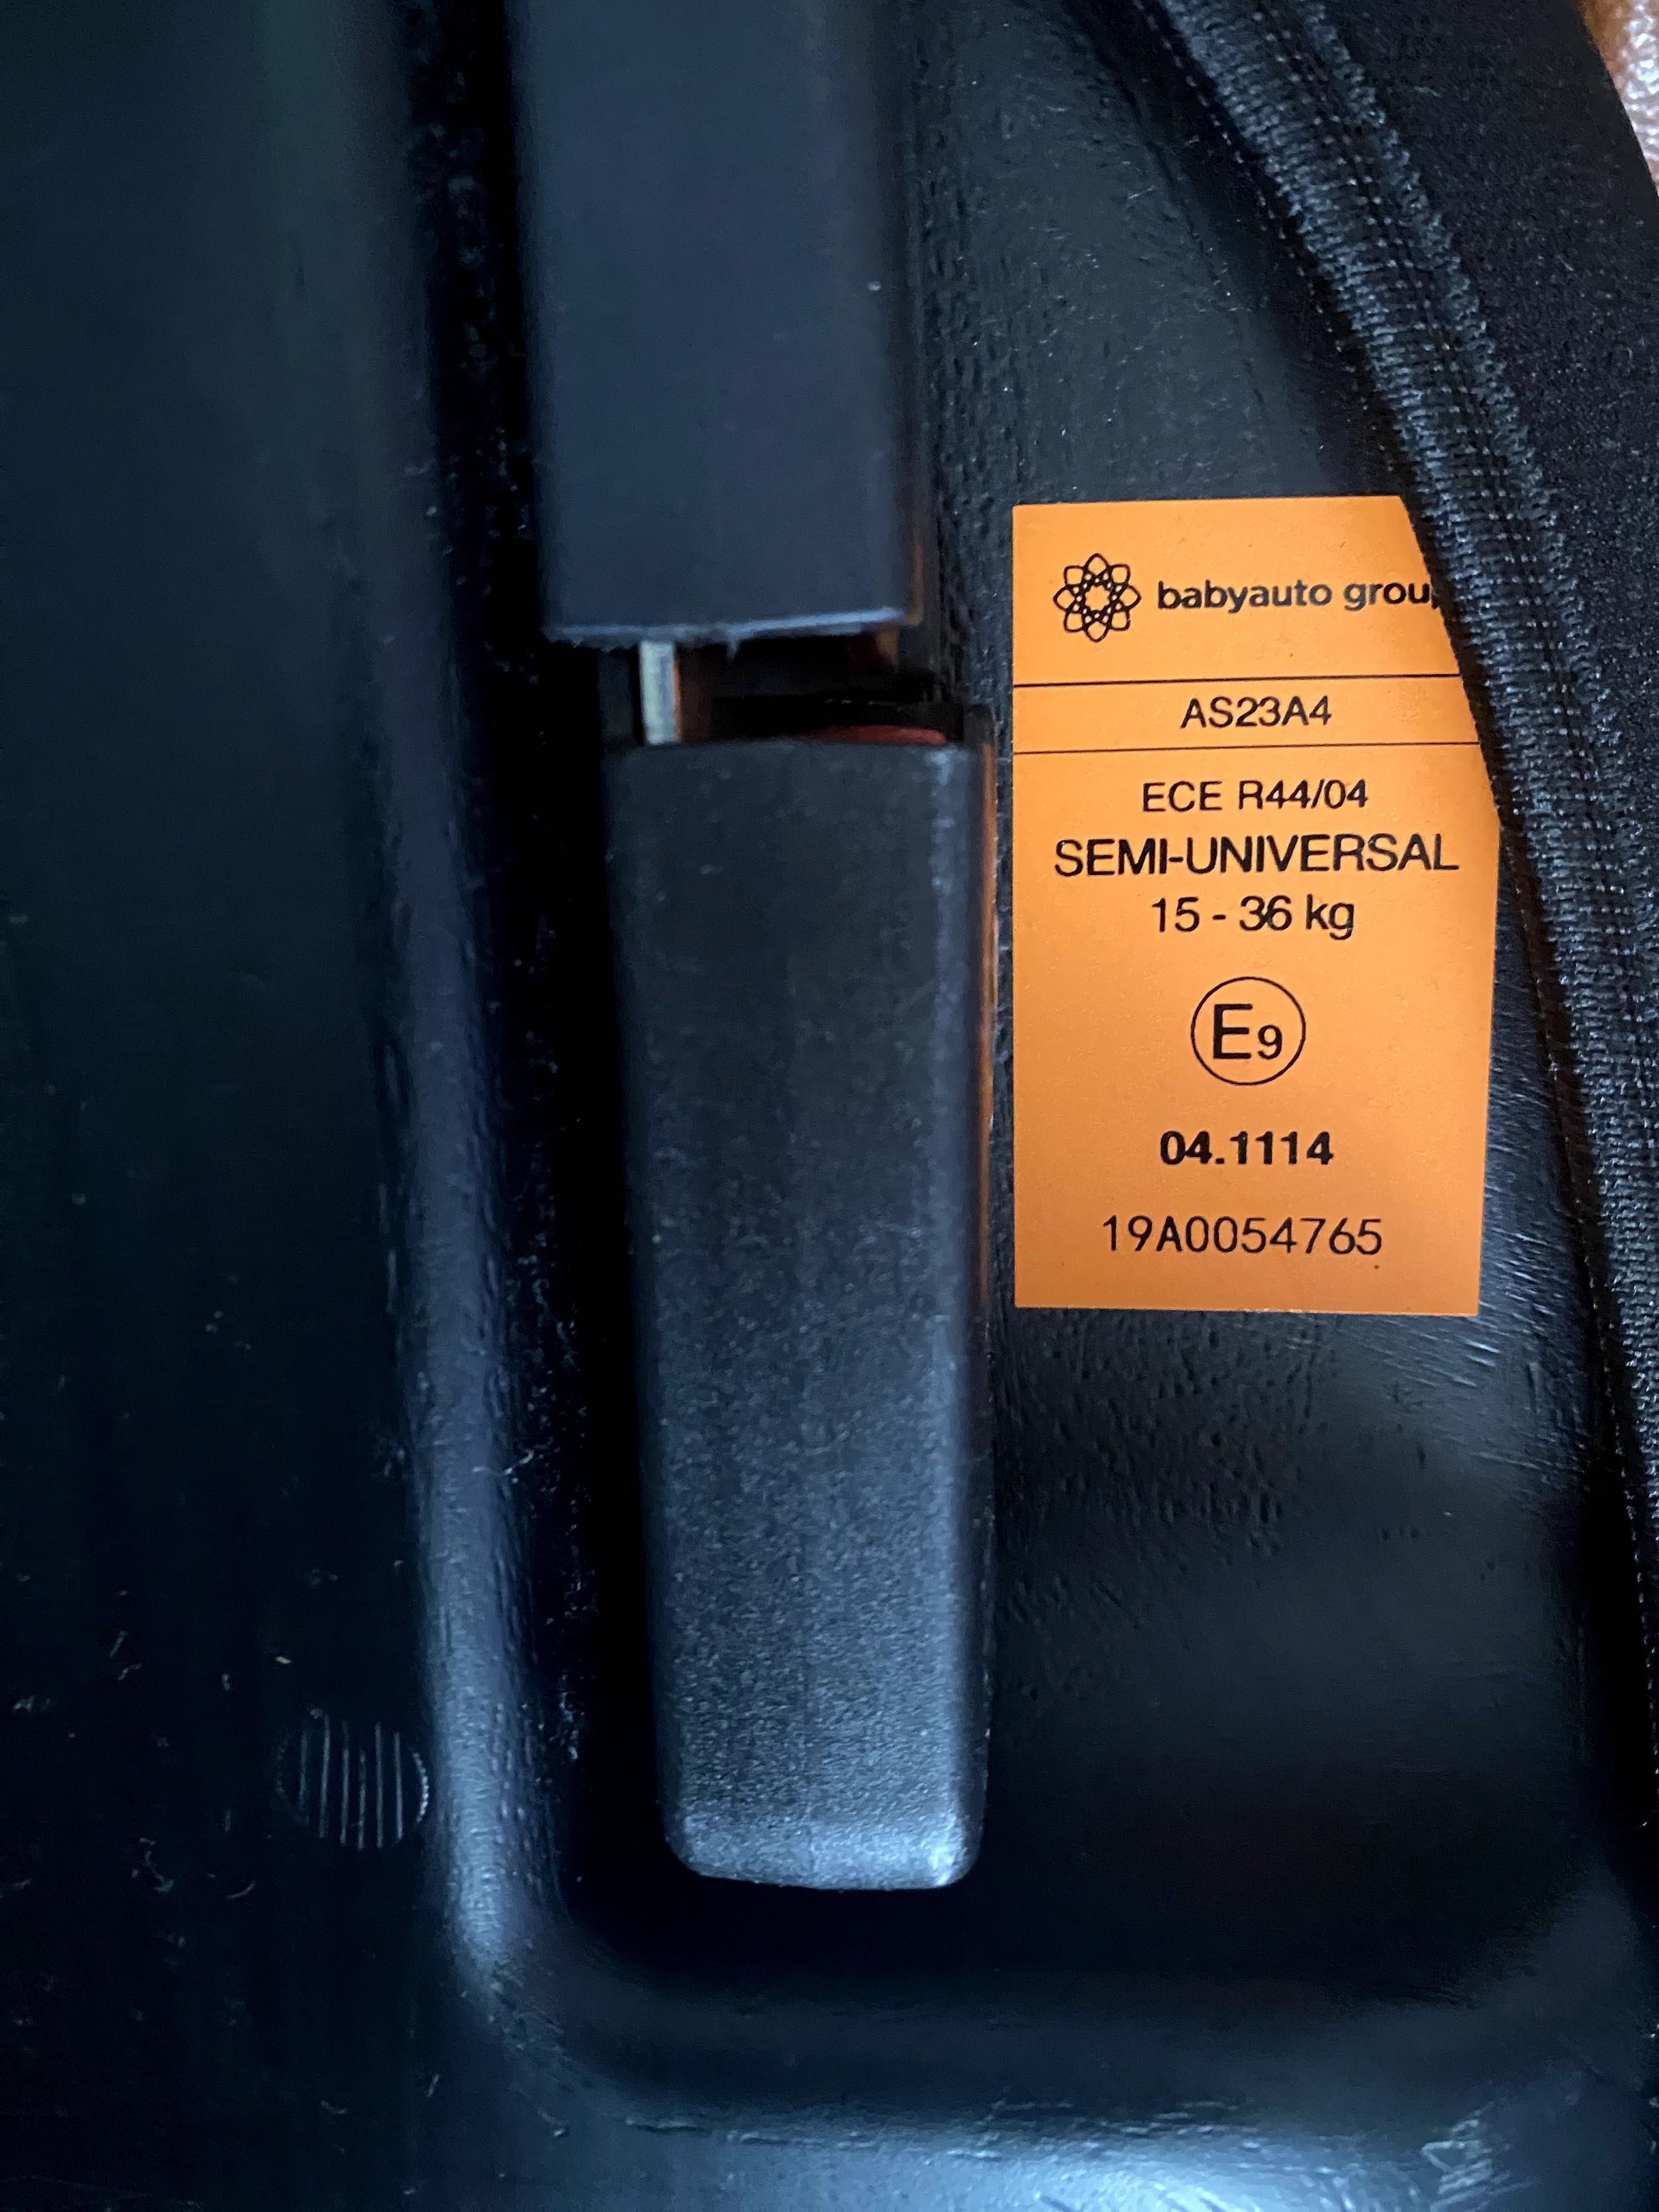 babyauto grou
AS23A4
ECE R44/04
SEMI-UNIVERSAL
15 - 36 kg
E9
04.1114
19A0054765